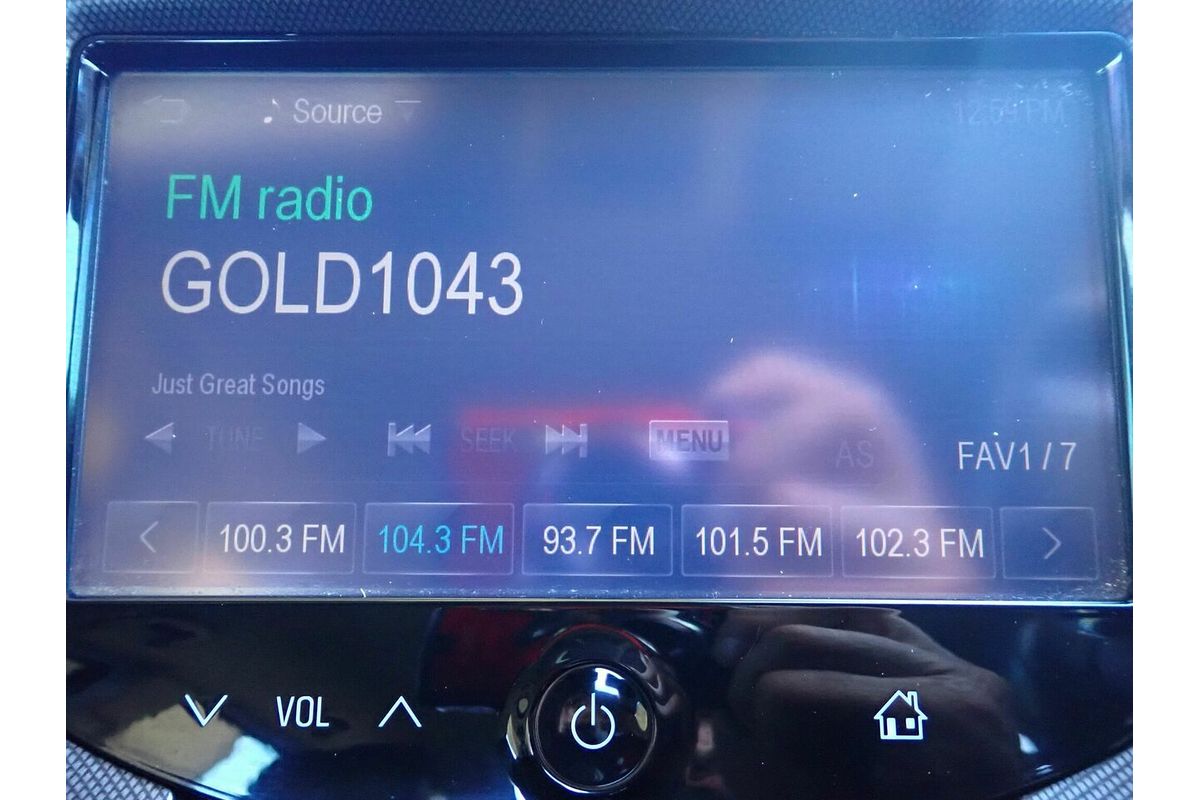 Source
12:59 PM
FM radio
GOLD1043
Just Great Songs
TUNE SEEK MENU AS FAV1 / 7
100.3 FM 104.3 FM 93.7 FM 101.5 FM 102.3 FM
VOL